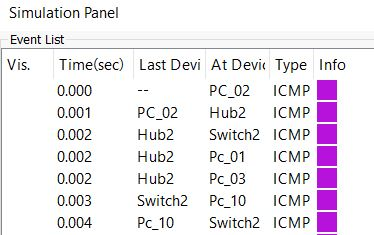 Simulation Panel
Event List
Vis. Time(sec) Last Devi At Devic Type Info
0.000 -- PC_02 ICMP
0.001 PC_02 Hub2 ICMP
0.002 Hub2 Switch2 ICMP
0.002 Hub2 Pc_01 ICMP
0.002 Hub2 Pc_03 ICMP
0.003 Switch2 Pc_10 ICMP
0.004 Pc_10 Switch2 ICMP